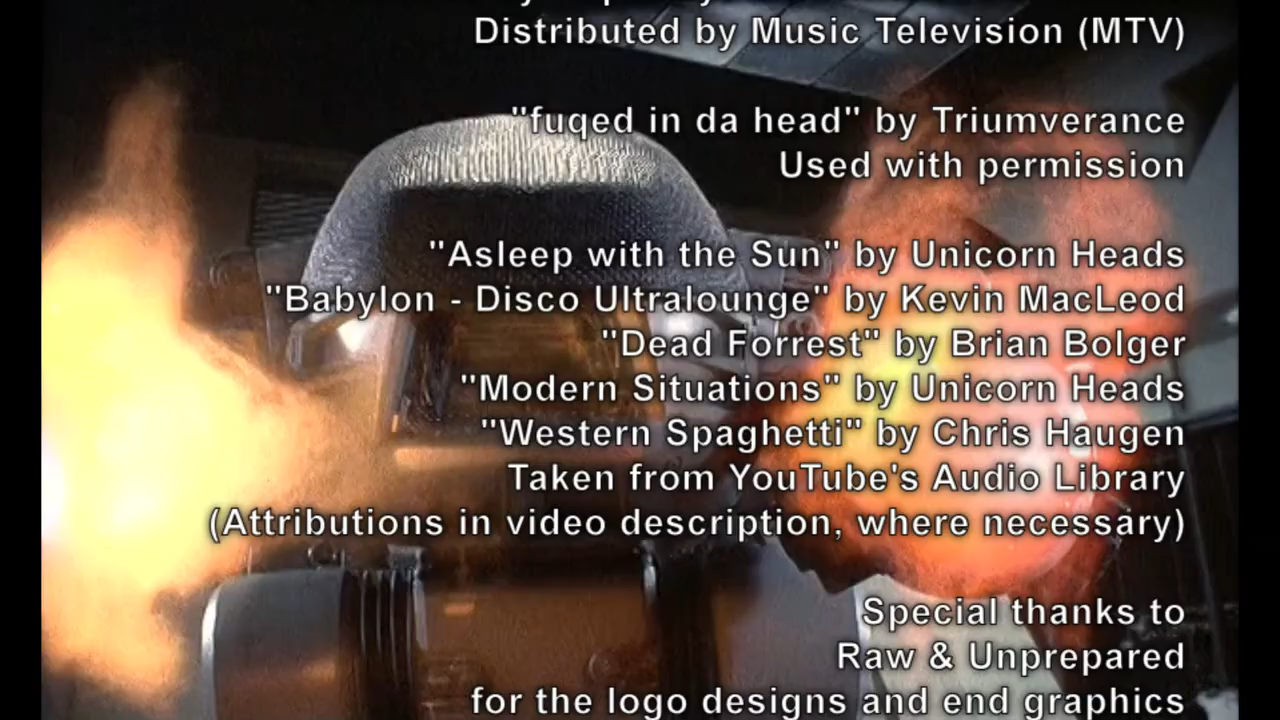 Distributed by Music Television (MTV)
"fuqed in da head" by Triumverance
Used with permission
"Asleep with the Sun" by Unicorn Heads
"Babylon - Disco Ultralounge" by Kevin MacLeod
"Dead Forrest" by Brian Bolger
"Modern Situations" by Unicorn Heads
"Western Spaghetti" by Chris Haugen
Taken from YouTube's Audio Library
(Attributions in video description, where necessary)
Special thanks to
Raw & Unprepared
for the logo designs and end graphics